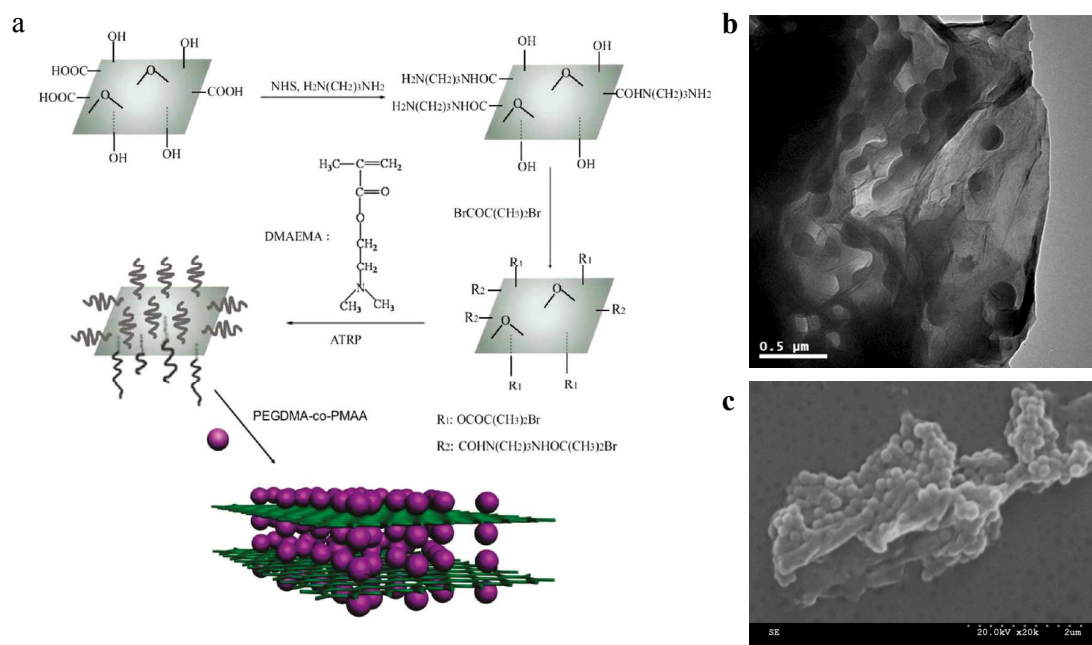 a
OH
OH
HOOC
HOOC
O
O
COOH
OH
OH
NHS, H2N(CH2)3NH2
OH
OH
H2N(CH2)3NHOC
H2N(CH2)3NHOC
O
O
COHN(CH2)3NH2
OH
OH
H3C—C=CH2
C=O
O
CH2
CH2
N
CH3 CH3
DMAEMA :
BrCOC(CH3)2Br
R1
R1
R2
R2
O
O
R2
R1
R1
ATRP
PEGDMA-co-PMAA
R1: OCOC(CH3)2Br
R2: COHN(CH2)3NHOC(CH3)2Br
b
0.5 µm
c
SE 20.0kV x20k 2um